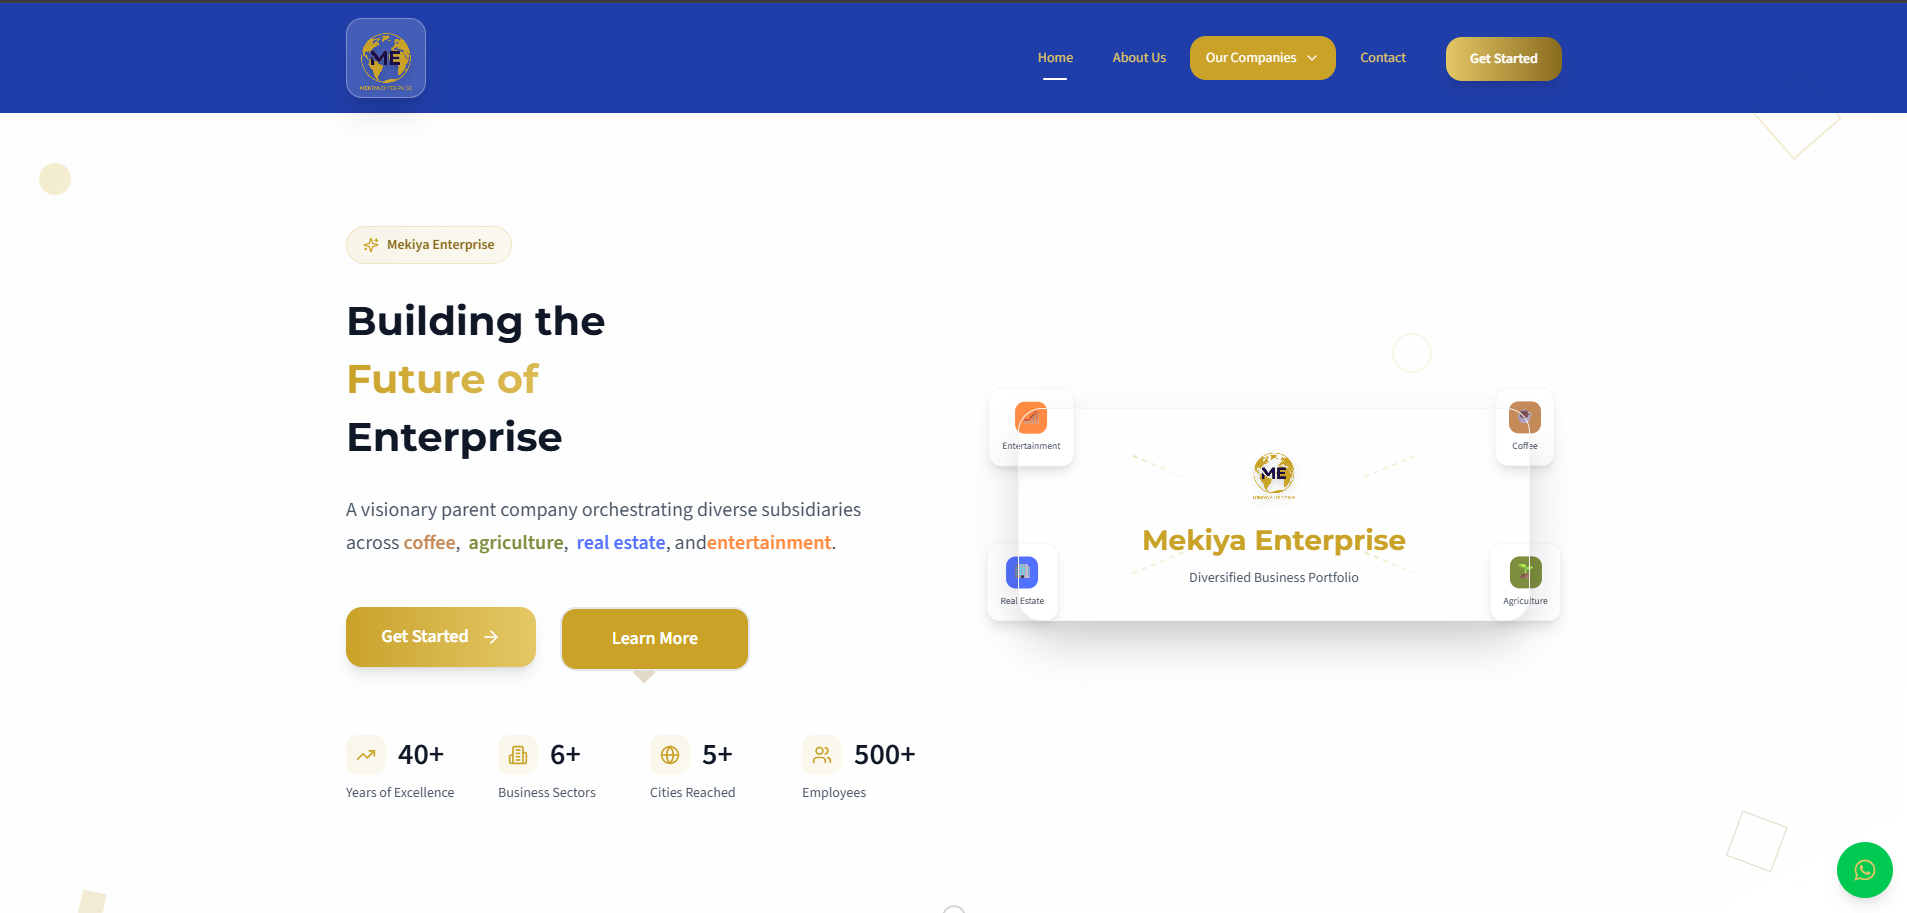 ME
MEKIYA ENTERPRISE
Home
About Us
Our Companies
Contact
Get Started
Mekiya Enterprise
Building the
Future of
Enterprise
A visionary parent company orchestrating diverse subsidiaries
across coffee, agriculture, real estate, andentertainment.
Get Started
Learn More
40+
Years of Excellence
6+
Business Sectors
5+
Cities Reached
500+
Employees
Entertainment
Coffee
ME
MEKIYA ENTERPRISE
Mekiya Enterprise
Diversified Business Portfolio
Real Estate
Agriculture